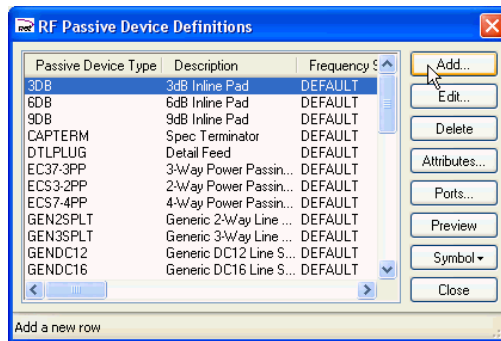 RF Passive Device Definitions
Passive Device Type Description Frequency S
3DB 3dB Inline Pad DEFAULT
6DB 6dB Inline Pad DEFAULT
9DB 9dB Inline Pad DEFAULT
CAPTERM Spec Terminator DEFAULT
DTLPLUG Detail Feed DEFAULT
EC37-3PP 3-Way Power Passin... DEFAULT
ECS3-2PP 2-Way Power Passin... DEFAULT
ECS7-4PP 4-Way Power Passin... DEFAULT
GEN2SPLT Generic 2-Way Line ... DEFAULT
GEN3SPLT Generic 3-Way Line ... DEFAULT
GENDC12 Generic DC12 Line S... DEFAULT
GENDC16 Generic DC16 Line S... DEFAULT
Add...
Edit...
Delete
Attributes...
Ports...
Preview
Symbol
Close
Add a new row